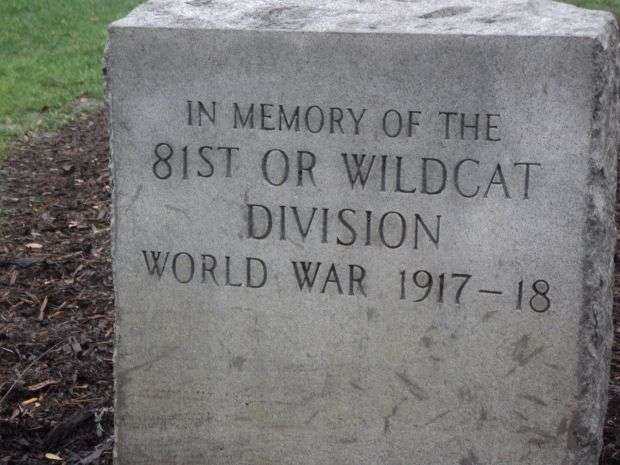 IN MEMORY OF THE
81ST OR WILDCAT
DIVISION
WORLD WAR 1917-18